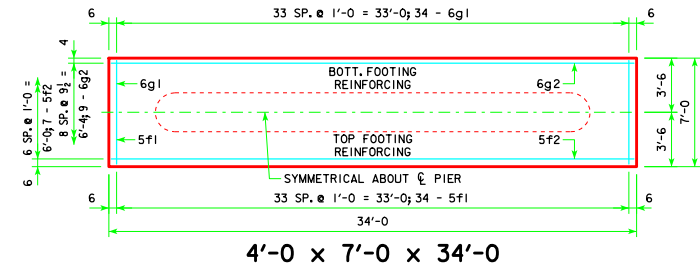 6 33 SP. @ 1'-0 = 33'-0; 34 - 6g1 6
4
6g1
BOTT. FOOTING
REINFORCING
6g2
6 SP. @ 1'-0 =
6'-0; 7 - 5f2
8 SP. @ 9½ =
6'-4; 9 - 6g2
6
3'-6
3'-6
7'-0
5f1
TOP FOOTING
REINFORCING
5f2
SYMMETRICAL ABOUT ℄ PIER
6 33 SP. @ 1'-0 = 33'-0; 34 - 5f1 6
34'-0
4'-0 x 7'-0 x 34'-0